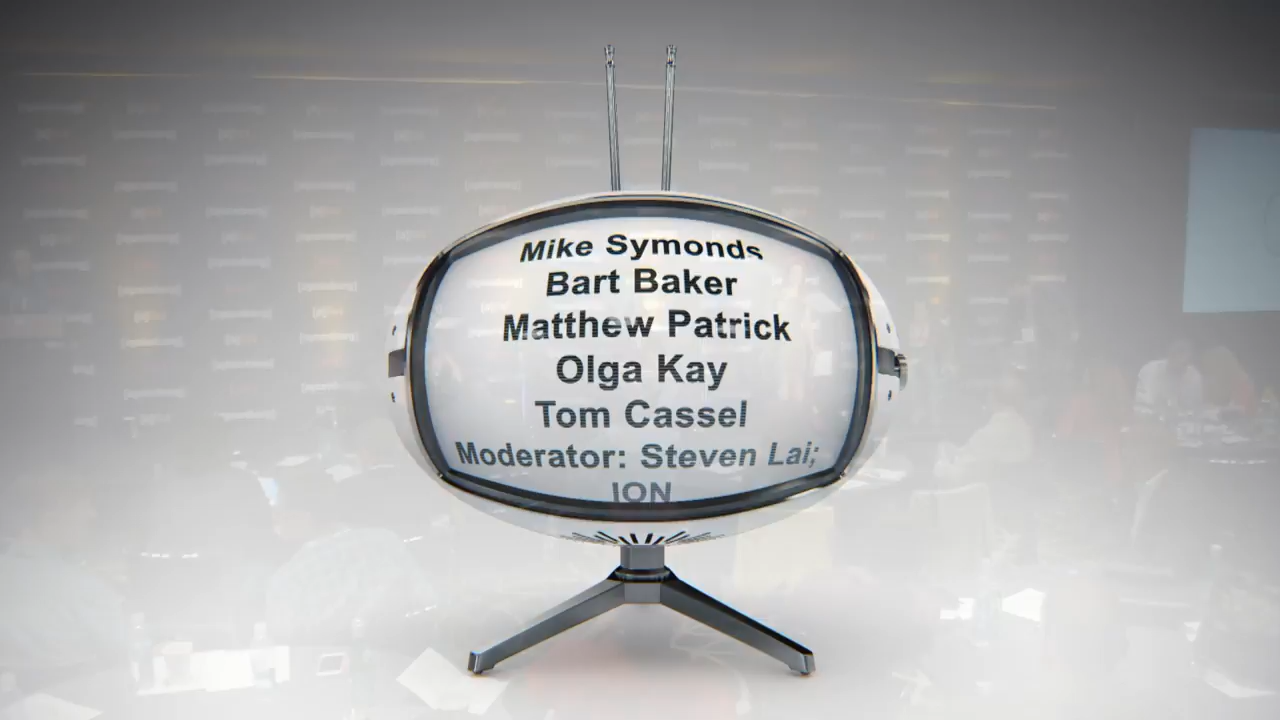 Mike Symonds
Bart Baker
Matthew Patrick
Olga Kay
Tom Cassel
Moderator: Steven Lai;
ION